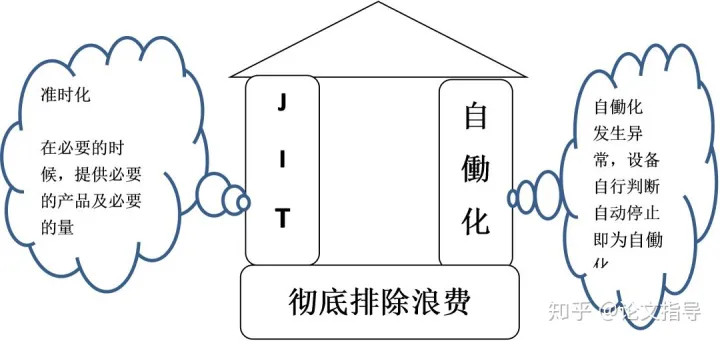 准时化
在必要的时
候，提供必要
的产品及必要
的量
J
I
T
自
働
化
自働化
发生异
常，设备
自行判断
自动停止
即为自働
化
彻底排除浪费
知乎 @论文指导